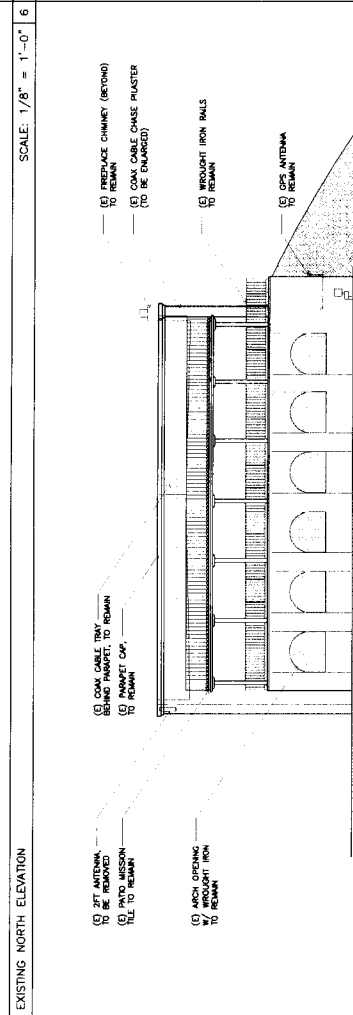 EXISTING NORTH ELEVATION
SCALE: 1/8" = 1'-0"
6
(E) 2FT ANTENNA,
TO BE REMOVED
(E) PATIO MISSION
TILE TO REMAIN
(E) ARCH OPENING
W/ WROUGHT IRON
TO REMAIN
(E) COAX CABLE TRAY
BEHIND PARAPET, TO REMAIN
(E) PARAPET CAP,
TO REMAIN
(E) FIREPLACE CHIMNEY (BEYOND)
TO REMAIN
(E) COAX CABLE CHASE PILASTER
(TO BE ENLARGED)
(E) WROUGHT IRON RAILS
TO REMAIN
(E) GPS ANTENNA
TO REMAIN